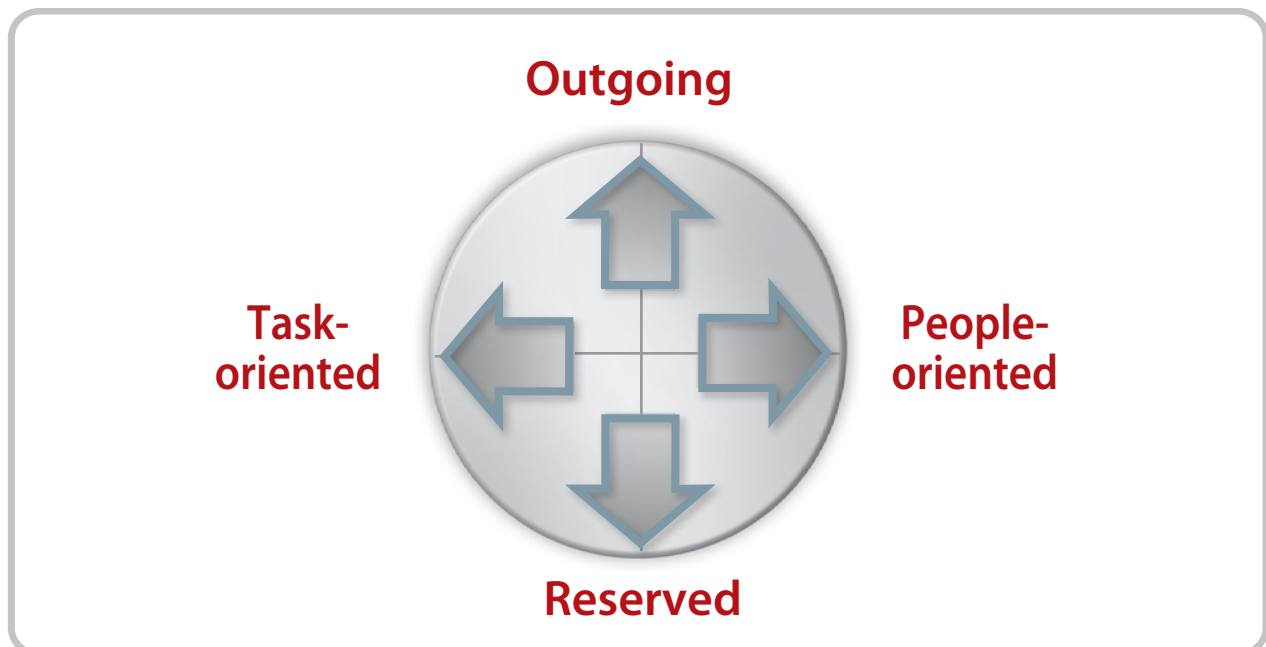 Outgoing
Task-
oriented
People-
oriented
Reserved